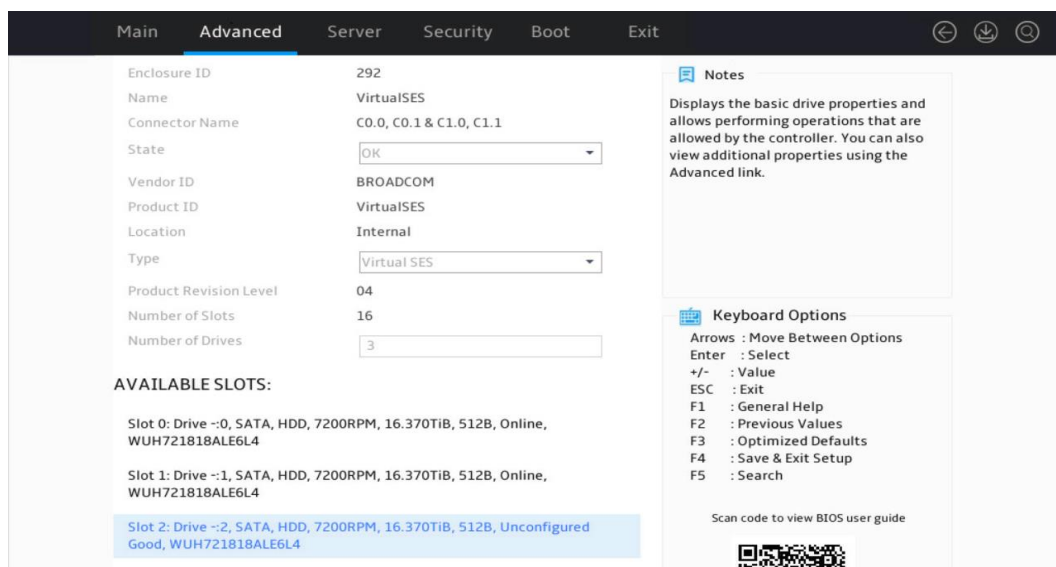 Main Advanced Server Security Boot Exit
Enclosure ID 292
Name VirtualSES
Connector Name C0.0, C0.1 & C1.0, C1.1
State OK
Vendor ID BROADCOM
Product ID VirtualSES
Location Internal
Type Virtual SES
Product Revision Level 04
Number of Slots 16
Number of Drives 3
AVAILABLE SLOTS:
Slot 0: Drive -:0, SATA, HDD, 7200RPM, 16.370TiB, 512B, Online,
WUH721818ALE6L4
Slot 1: Drive -:1, SATA, HDD, 7200RPM, 16.370TiB, 512B, Online,
WUH721818ALE6L4
Slot 2: Drive -:2, SATA, HDD, 7200RPM, 16.370TiB, 512B, Unconfigured
Good, WUH721818ALE6L4
Notes
Displays the basic drive properties and
allows performing operations that are
allowed by the controller. You can also
view additional properties using the
Advanced link.
Keyboard Options
Arrows : Move Between Options
Enter : Select
+/- : Value
ESC : Exit
F1 : General Help
F2 : Previous Values
F3 : Optimized Defaults
F4 : Save & Exit Setup
F5 : Search
Scan code to view BIOS user guide